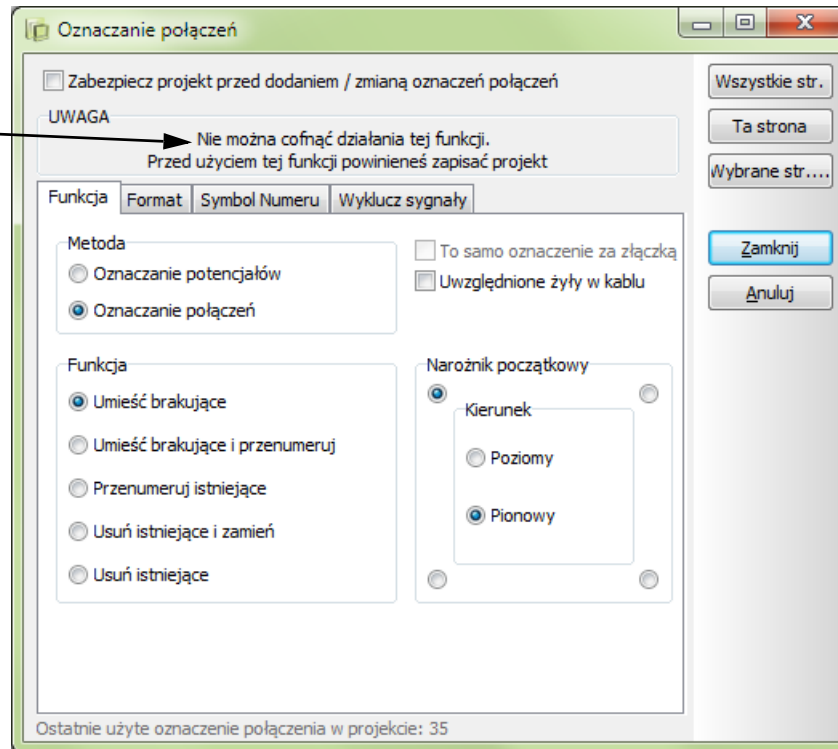 Oznaczanie połączeń
Zabezpiecz projekt przed dodaniem / zmianą oznaczeń połączeń
UWAGA
Nie można cofnąć działania tej funkcji.
Przed użyciem tej funkcji powinieneś zapisać projekt
Funkcja Format Symbol Numeru Wyklucz sygnały
Metoda
Oznaczanie potencjałów
Oznaczanie połączeń
To samo oznaczenie za złączką
Uwzględnione żyły w kablu
Funkcja
Umieść brakujące
Umieść brakujące i przenumeruj
Przenumeruj istniejące
Usuń istniejące i zamień
Usuń istniejące
Narożnik początkowy
Kierunek
Poziomy
Pionowy
Wszystkie str.
Ta strona
Wybrane str....
Zamknij
Anuluj
Ostatnie użyte oznaczenie połączenia w projekcie: 35